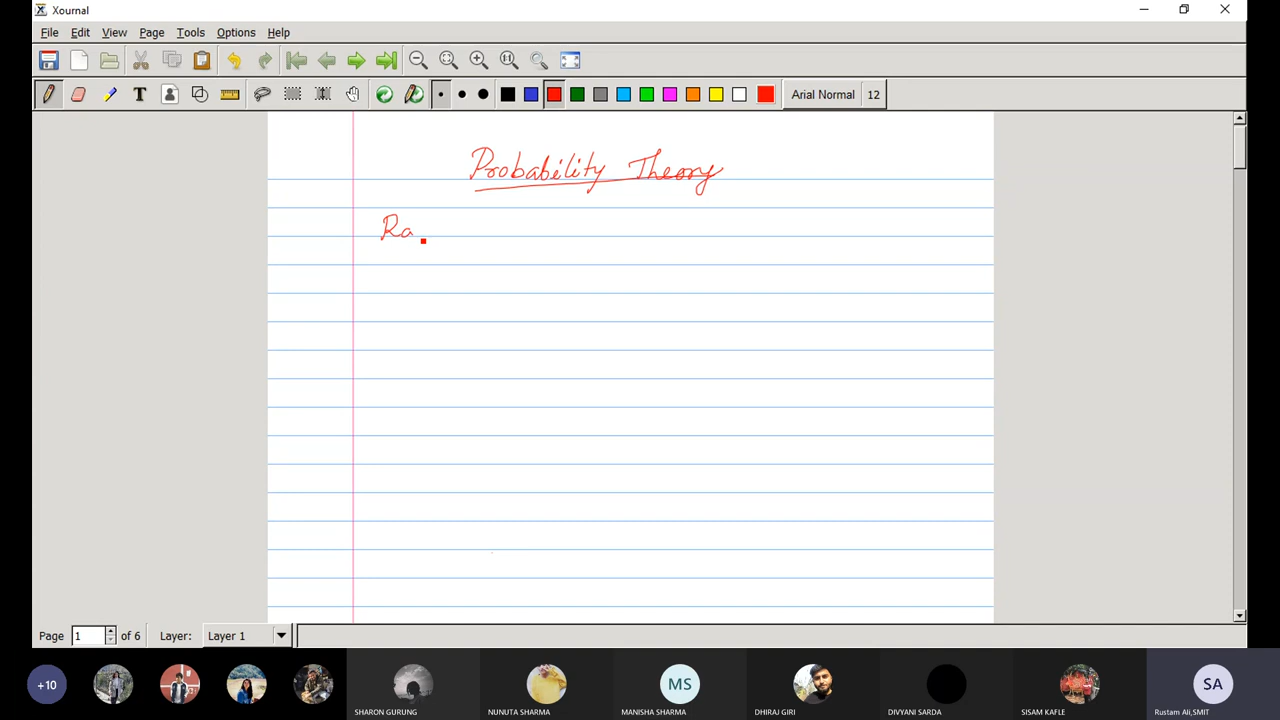 Xournal
File Edit View Page Tools Options Help
Arial Normal 12
Probability Theory
Ra
Page 1 of 6 Layer: Layer 1
+10 MS SA
SHARON GURUNG NUNUTA SHARMA MANISHA SHARMA DHIRAJ GIRI DIVYANI SARDA SISAM KAFLE Rustam Ali,SMIT